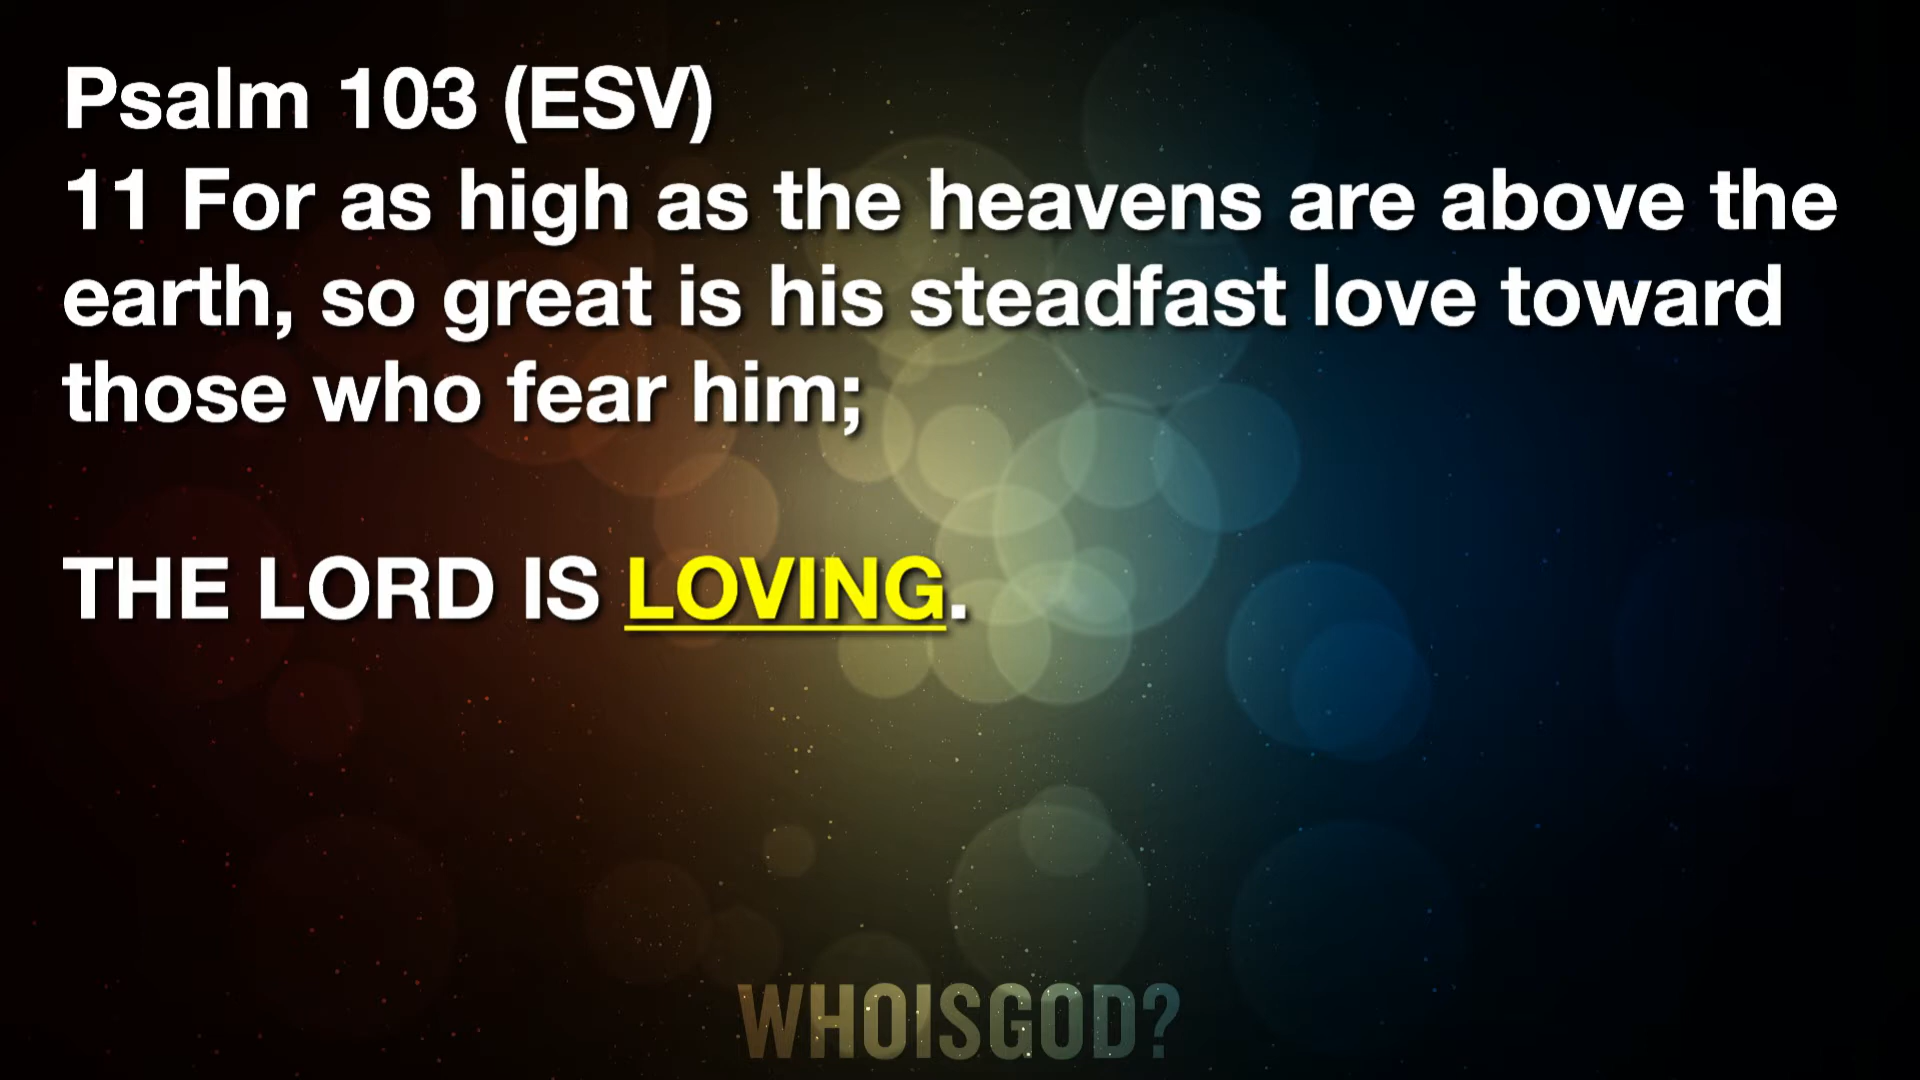 Psalm 103 (ESV)
11 For as high as the heavens are above the
earth, so great is his steadfast love toward
those who fear him;
THE LORD IS LOVING.
WHOISGOD?